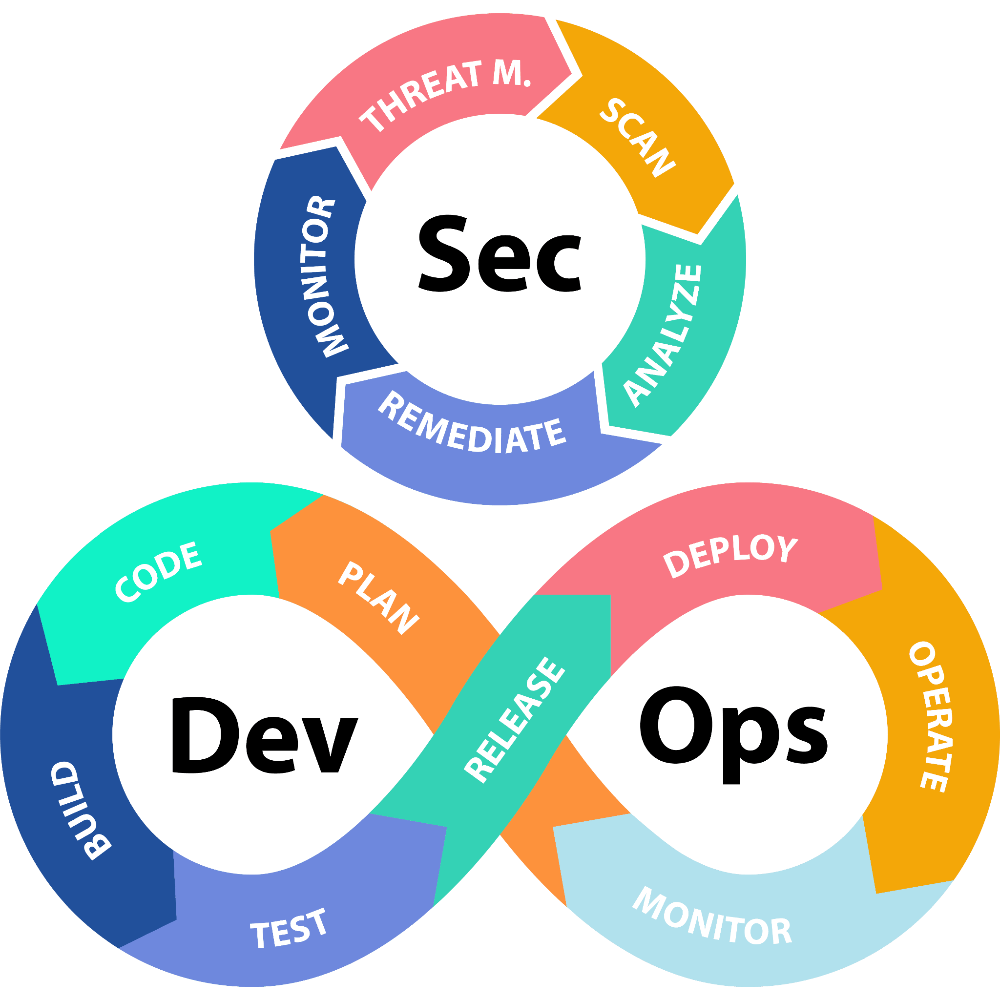 THREAT M.
SCAN
ANALYZE
REMEDIATE
MONITOR
Sec
PLAN
CODE
BUILD
TEST
Dev
RELEASE
DEPLOY
OPERATE
MONITOR
Ops